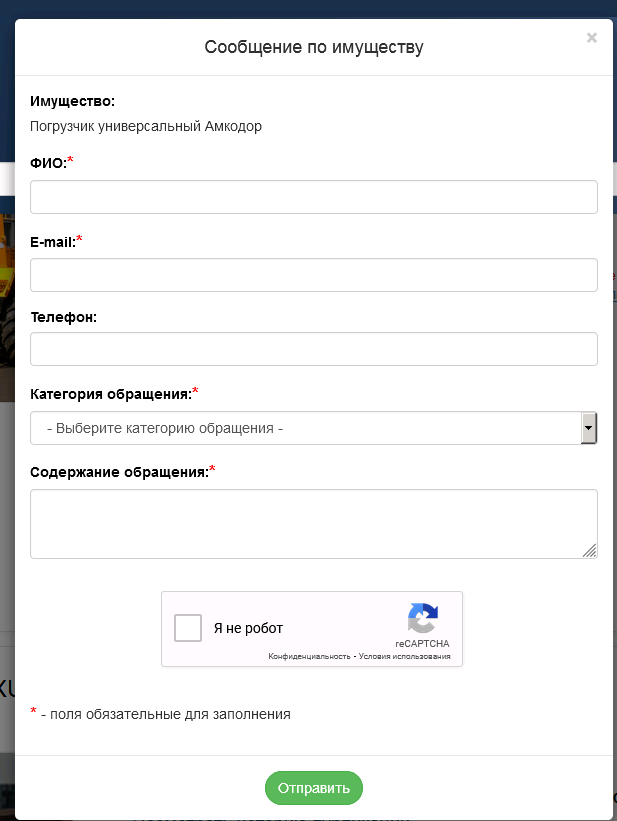 Сообщение по имуществу
×
Имущество:
Погрузчик универсальный Амкодор
ФИО:*
E-mail:*
Телефон:
Категория обращения:*
- Выберите категорию обращения -
Содержание обращения:*
Я не робот
reCAPTCHA
Конфиденциальность - Условия использования
* - поля обязательные для заполнения
Отправить